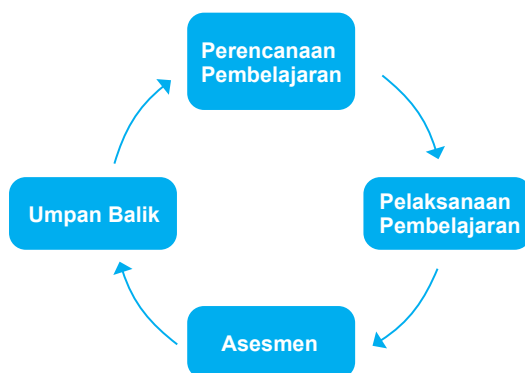 Perencanaan
Pembelajaran
Pelaksanaan
Pembelajaran
Asesmen
Umpan Balik